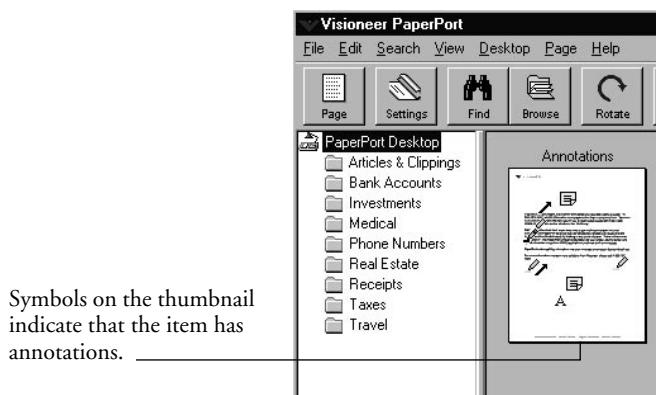 Visioneer PaperPort
File Edit Search View Desktop Page Help
Page Settings Find Browse Rotate
PaperPort Desktop
Articles & Clippings
Bank Accounts
Investments
Medical
Phone Numbers
Real Estate
Receipts
Taxes
Travel
Annotations
A
Symbols on the thumbnail
indicate that the item has
annotations.